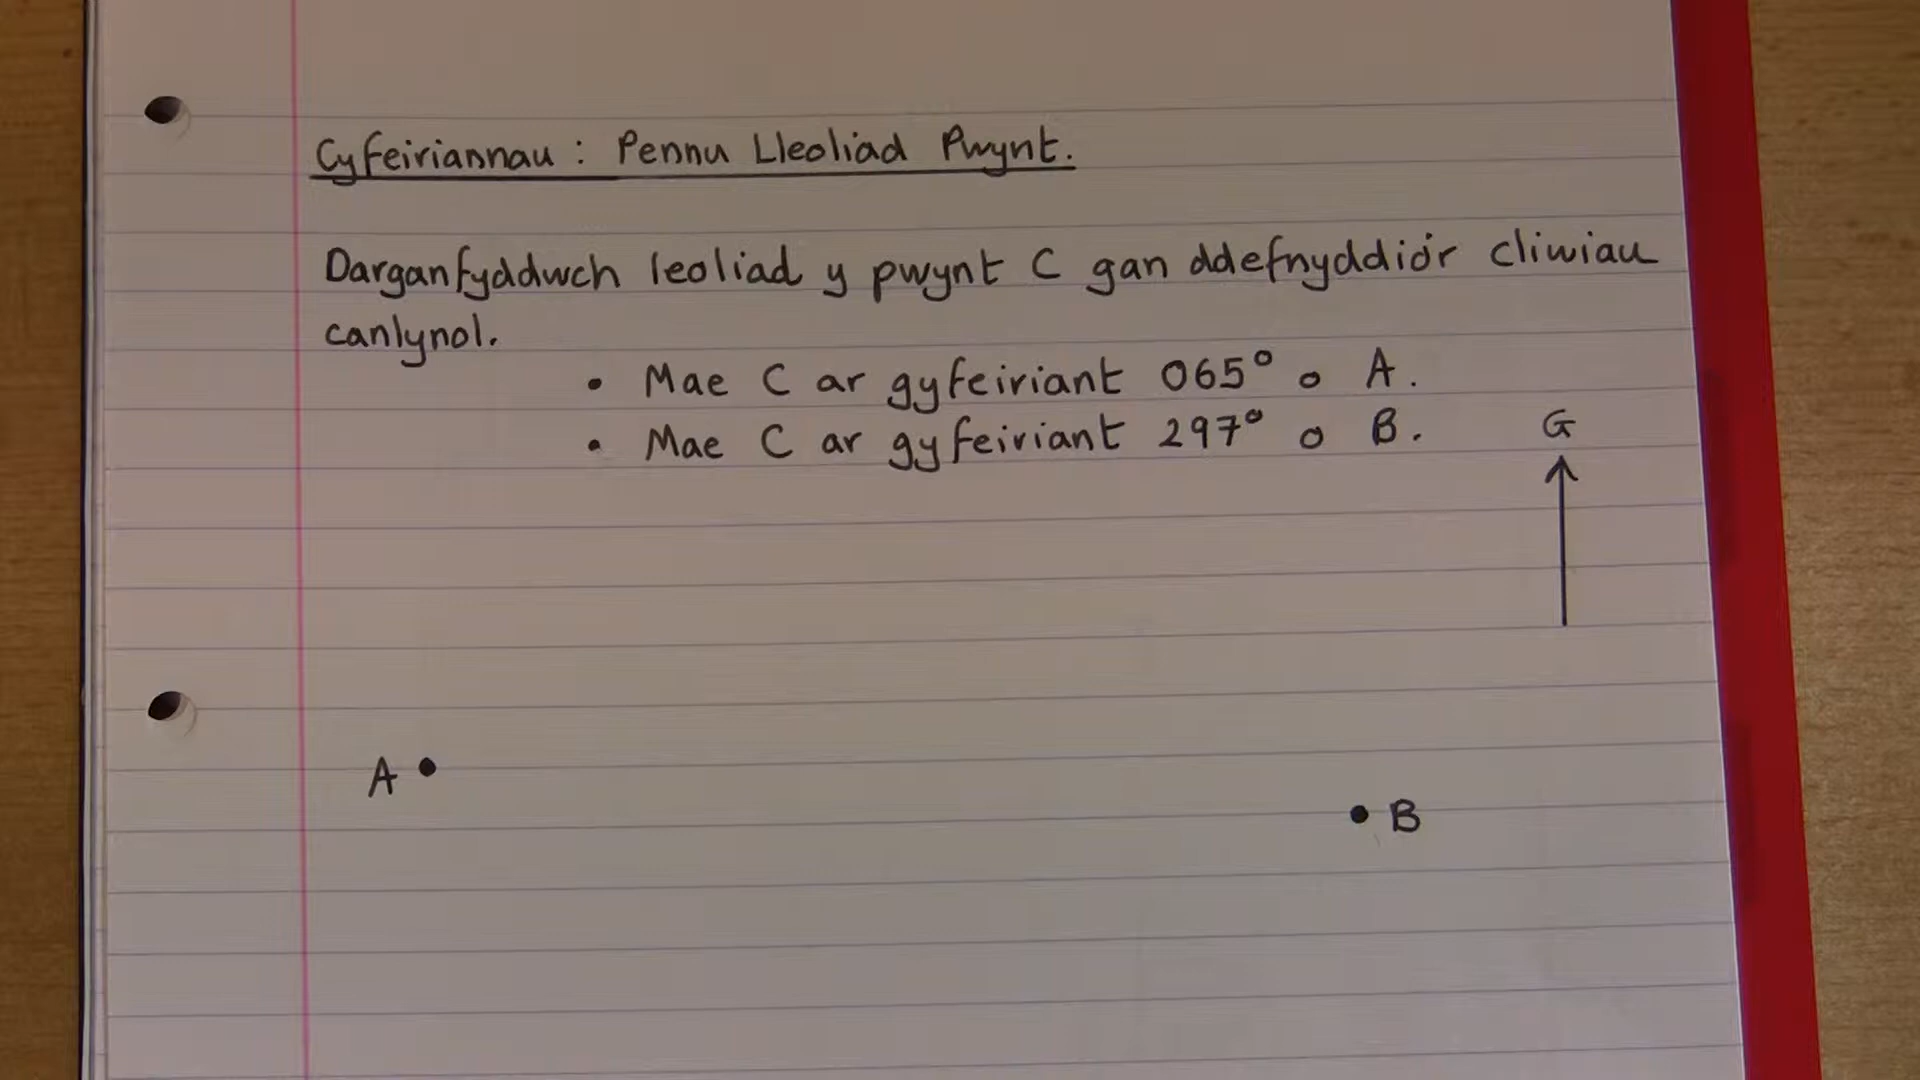 Cyfeiriannau : Pennu Lleoliad Pwynt.
Darganfyddwch leoliad y pwynt C gan ddefnyddio'r cliwiau
canlynol.
• Mae C ar gyfeiriant 065° o A.
• Mae C ar gyfeiriant 297° o B.
G
A
B